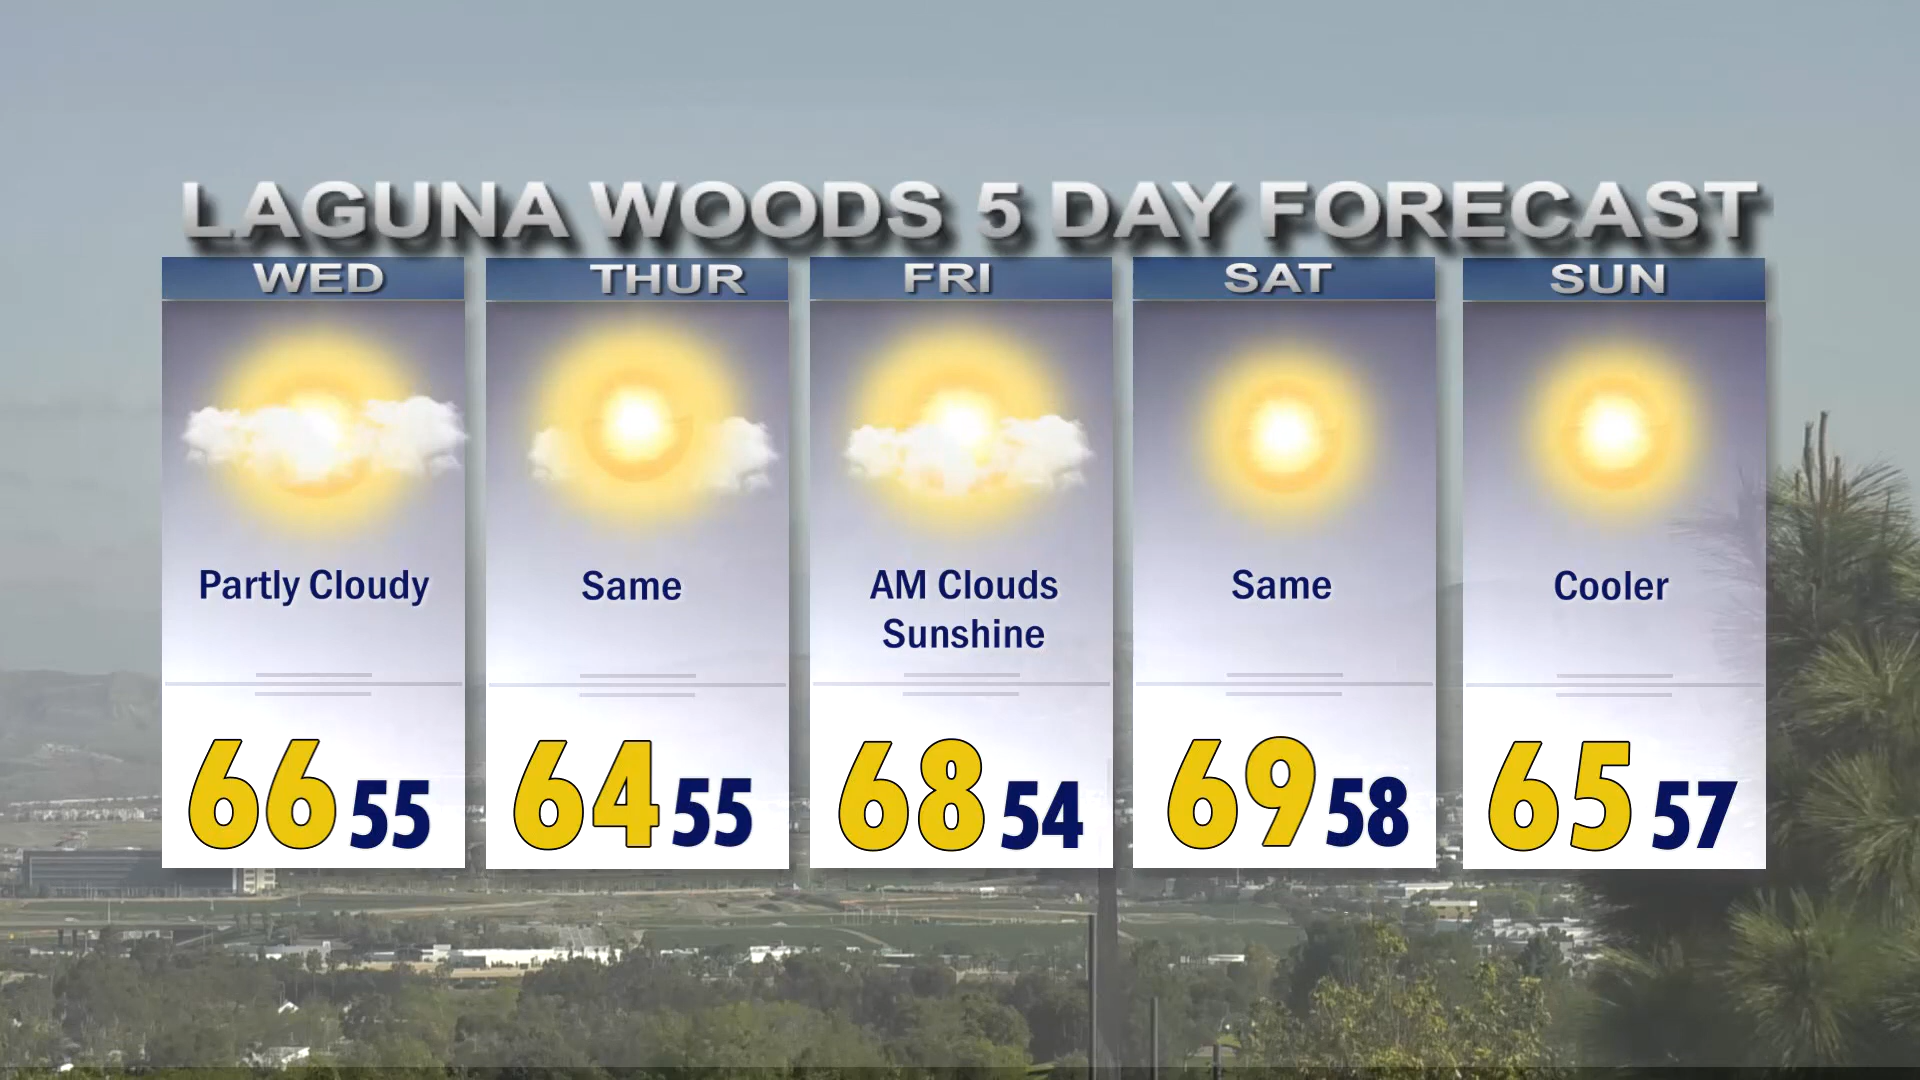 LAGUNA WOODS 5 DAY FORECAST
WED
Partly Cloudy
66 55
THUR
Same
64 55
FRI
AM Clouds
Sunshine
68 54
SAT
Same
69 58
SUN
Cooler
65 57